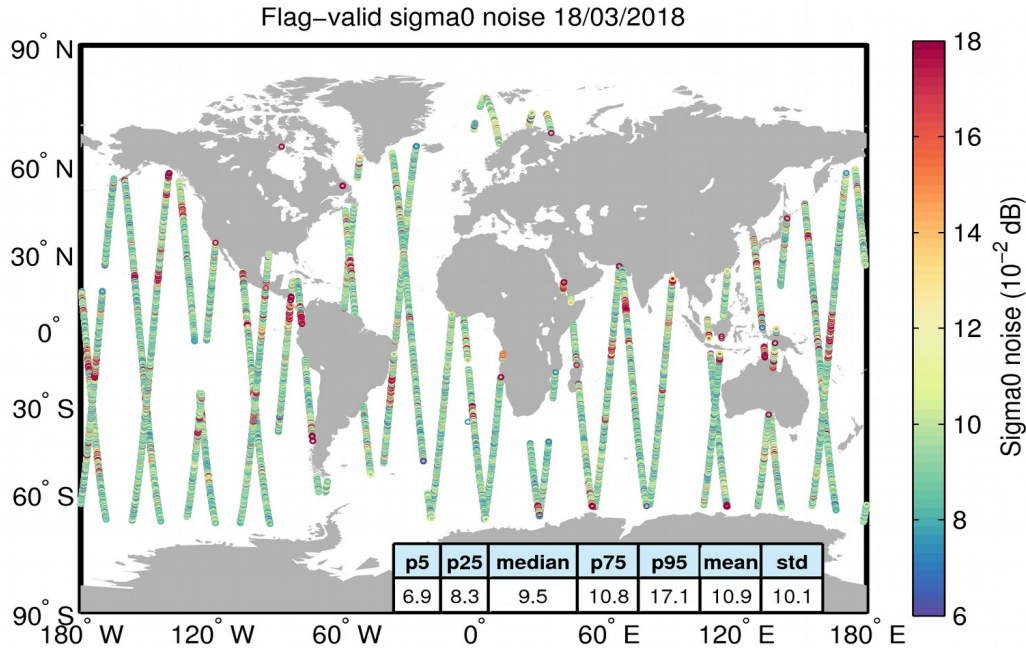 Flag−valid sigma0 noise 18/03/2018
90° N
60° N
30° N
0°
30° S
60° S
90° S
180° W
120° W
60° W
0°
60° E
120° E
180° E
p5 p25 median p75 p95 mean std
6.9 8.3 9.5 10.8 17.1 10.9 10.1
18
16
14
12
10
8
6
Sigma0 noise (10⁻² dB)